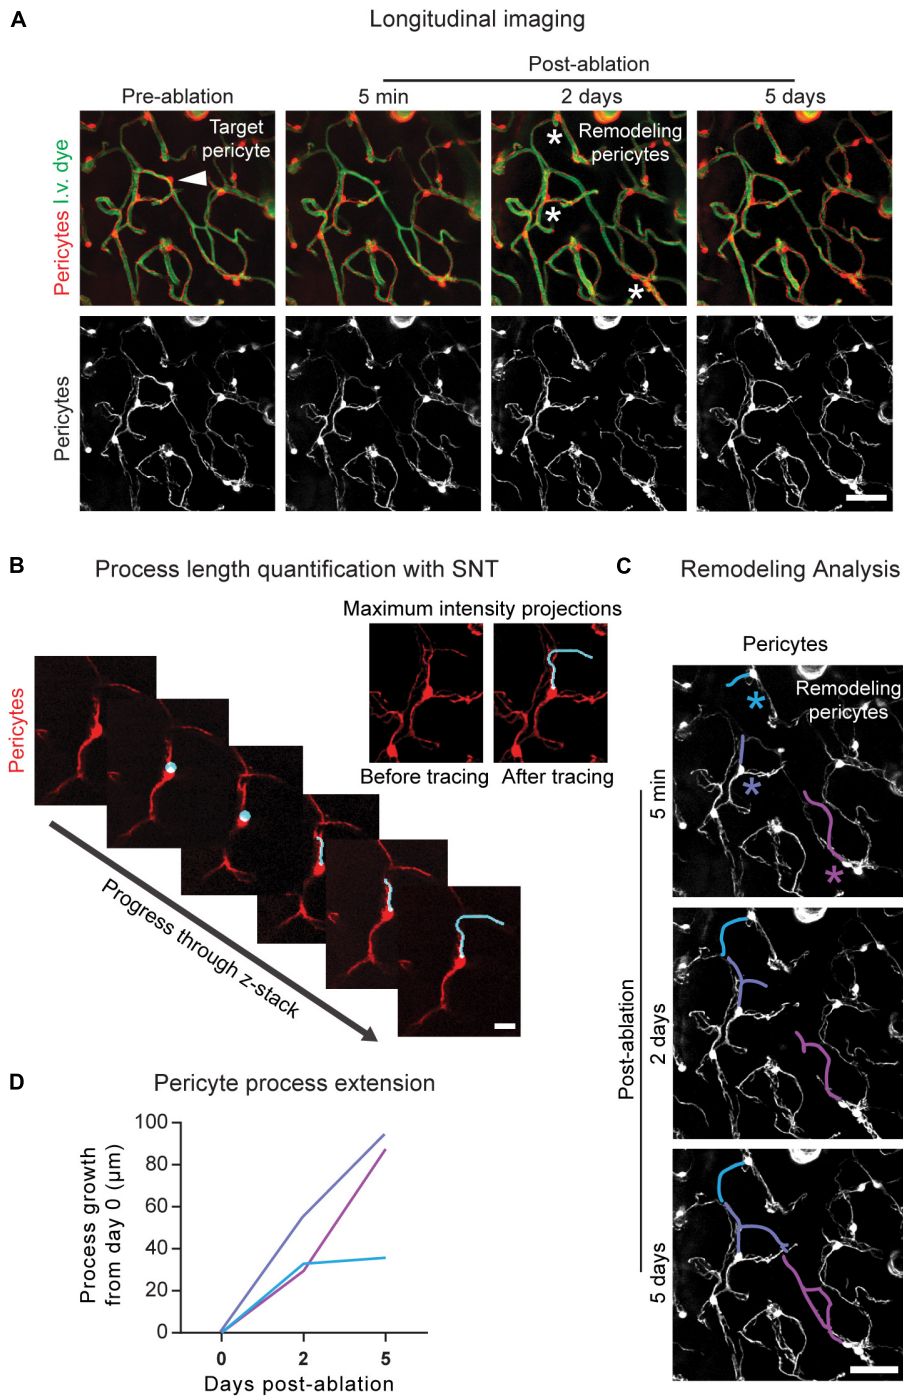 A
Longitudinal imaging
Post-ablation
Pre-ablation
5 min
2 days
5 days
Pericytes I.v. dye
Target
pericyte
Remodeling
pericytes
*
*
*
Pericytes
B
Process length quantification with SNT
Maximum intensity projections
Before tracing
After tracing
Pericytes
Progress through z-stack
C
Remodeling Analysis
Pericytes
Remodeling
pericytes
*
*
*
Post-ablation
5 min
2 days
5 days
D
Pericyte process extension
Process growth
from day 0 (µm)
100
80
60
40
20
0
0
2
5
Days post-ablation